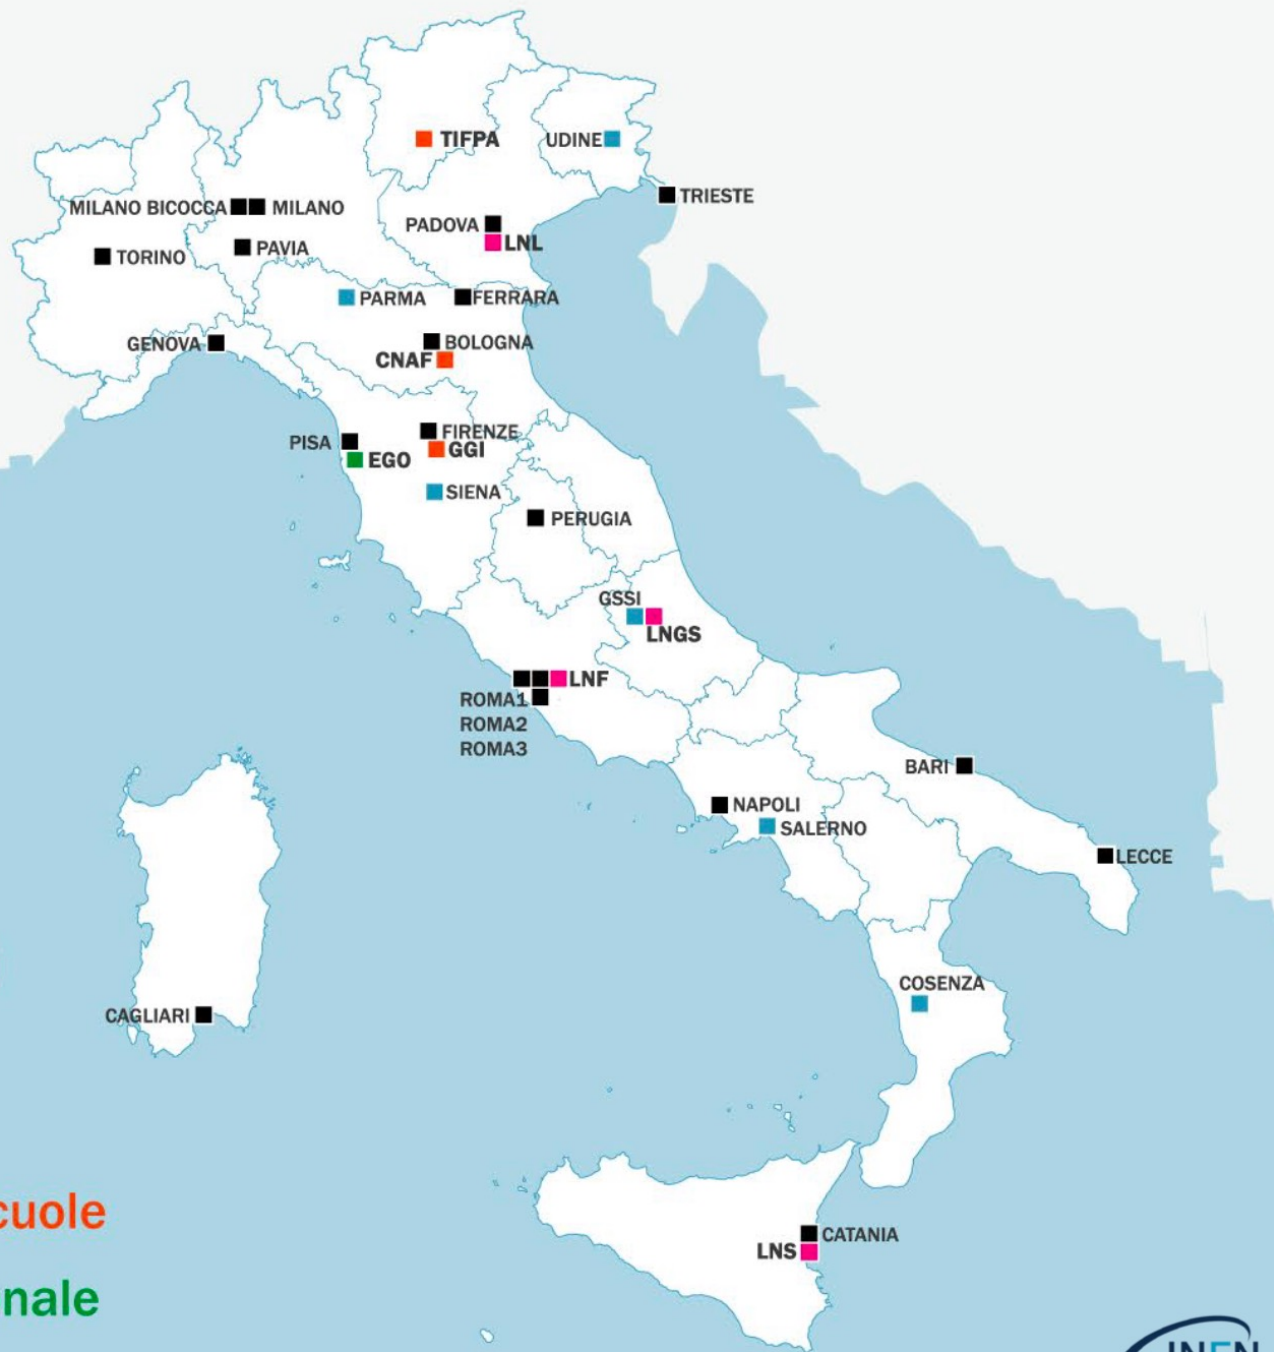 TIFPA
UDINE
TRIESTE
MILANO BICOCCA
MILANO
PADOVA
LNL
PAVIA
TORINO
PARMA
FERRARA
GENOVA
BOLOGNA
CNAF
FIRENZE
PISA
GGI
EGO
SIENA
PERUGIA
GSSI
LNGS
LNF
ROMA1
ROMA2
ROMA3
BARI
NAPOLI
SALERNO
LECCE
COSENZA
CAGLIARI
cuole
CATANIA
LNS
nale
INFN